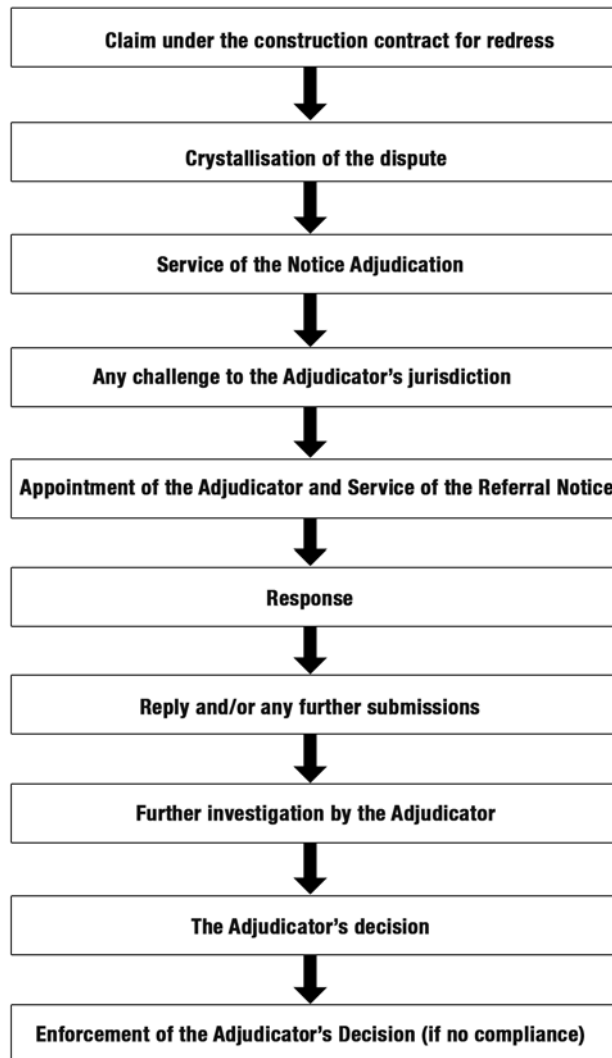 Claim under the construction contract for redress
Crystallisation of the dispute
Service of the Notice Adjudication
Any challenge to the Adjudicator’s jurisdiction
Appointment of the Adjudicator and Service of the Referral Notice
Response
Reply and/or any further submissions
Further investigation by the Adjudicator
The Adjudicator’s decision
Enforcement of the Adjudicator’s Decision (if no compliance)